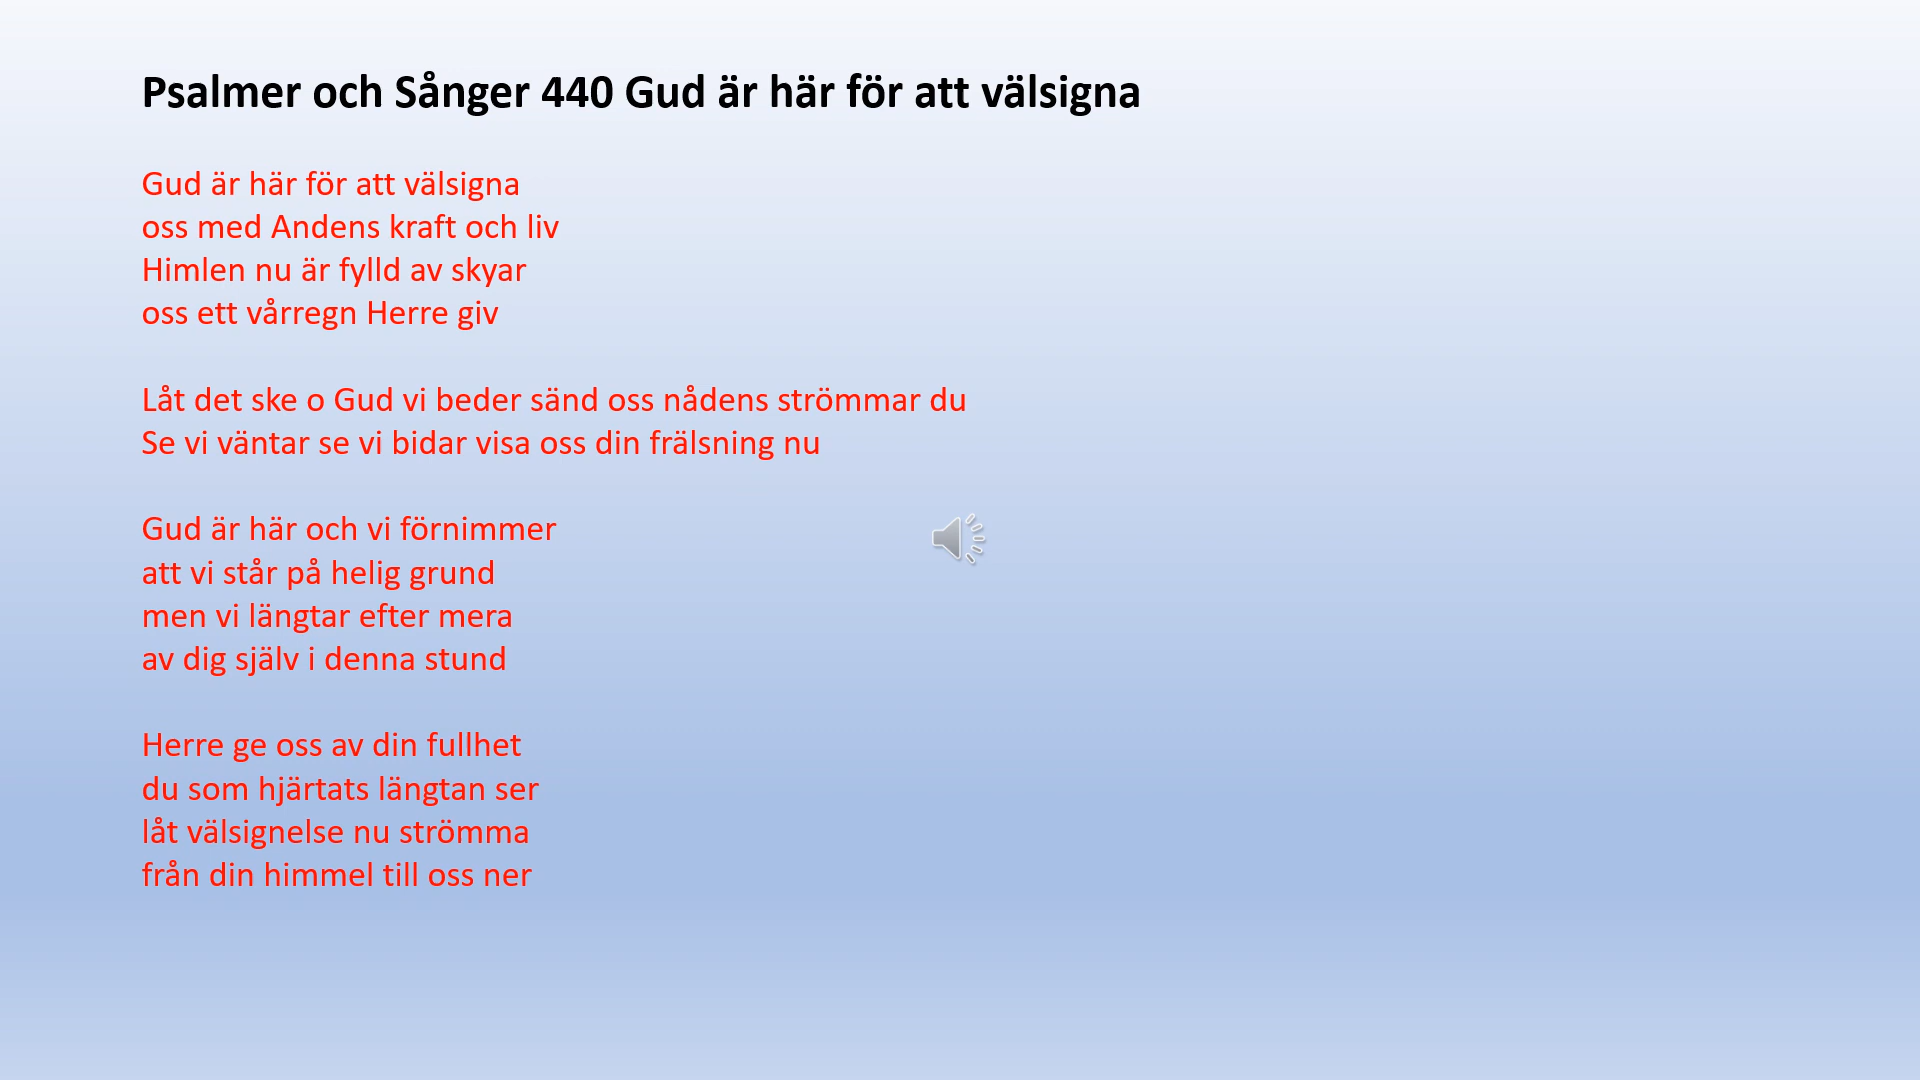 Psalmer och Sånger 440 Gud är här för att välsigna
Gud är här för att välsigna
oss med Andens kraft och liv
Himlen nu är fylld av skyar
oss ett vårregn Herre giv
Låt det ske o Gud vi beder sänd oss nådens strömmar du
Se vi väntar se vi bidar visa oss din frälsning nu
Gud är här och vi förnimmer
att vi står på helig grund
men vi längtar efter mera
av dig själv i denna stund
Herre ge oss av din fullhet
du som hjärtats längtan ser
låt välsignelse nu strömma
från din himmel till oss ner